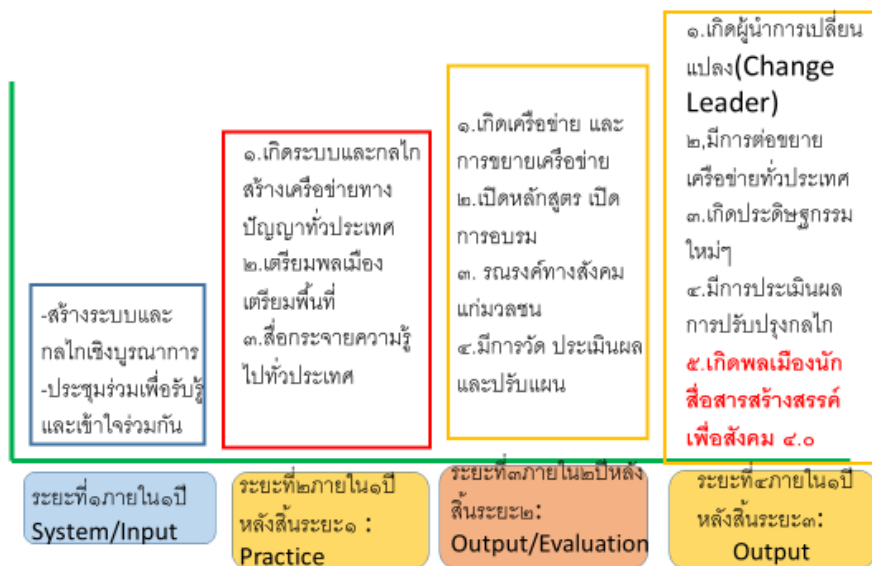 -สร้างระบบและ
กลไกเชิงบูรณาการ
-ประชุมร่วมเพื่อรับรู้
และเข้าใจร่วมกัน
๑.เกิดระบบและกลไก
สร้างเครือข่ายทาง
ปัญญาทั่วประเทศ
๒.เตรียมพลเมือง
เตรียมพื้นที่
๓.สื่อกระจายความรู้
ไปทั่วประเทศ
๑.เกิดเครือข่าย และ
การขยายเครือข่าย
๒.เปิดหลักสูตร เปิด
การอบรม
๓. รณรงค์ทางสังคม
แก่มวลชน
๔.มีการวัด ประเมินผล
และปรับแผน
๑.เกิดผู้นำการเปลี่ยน
แปลง(Change
Leader)
๒,มีการต่อขยาย
เครือข่ายทั่วประเทศ
๓.เกิดประดิษฐกรรม
ใหม่ๆ
๔.มีการประเมินผล
การปรับปรุงกลไก
๕.เกิดพลเมืองนัก
สื่อสารสร้างสรรค์
เพื่อสังคม ๔.๐
ระยะที่๑ภายใน๑ปี
System/Input
ระยะที่๒ภายใน๑ปี
หลังสิ้นระยะ๑ :
Practice
ระยะที่๓ภายใน๒ปีหลัง
สิ้นระยะ๒:
Output/Evaluation
ระยะที่๔ภายใน๑ปี
หลังสิ้นระยะ๓:
Output